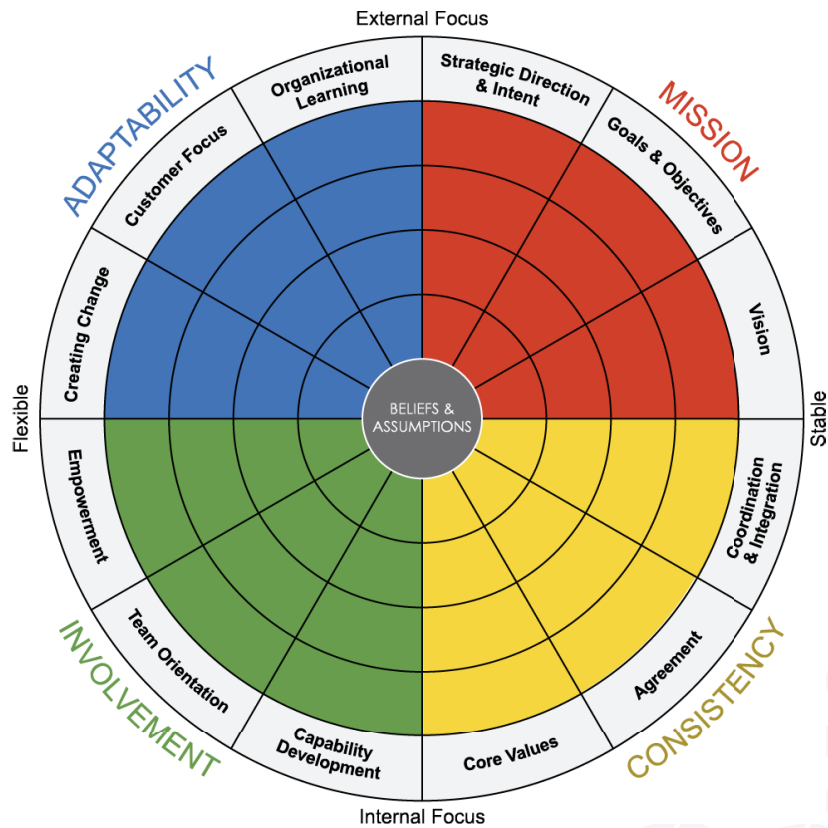 External Focus
ADAPTABILITY
MISSION
Organizational
Learning
Strategic Direction
& Intent
Customer Focus
Goals & Objectives
Creating Change
Vision
Flexible
BELIEFS &
ASSUMPTIONS
Stable
Empowerment
Coordination
& Integration
Team Orientation
Agreement
Capability
Development
Core Values
INVOLVEMENT
CONSISTENCY
Internal Focus